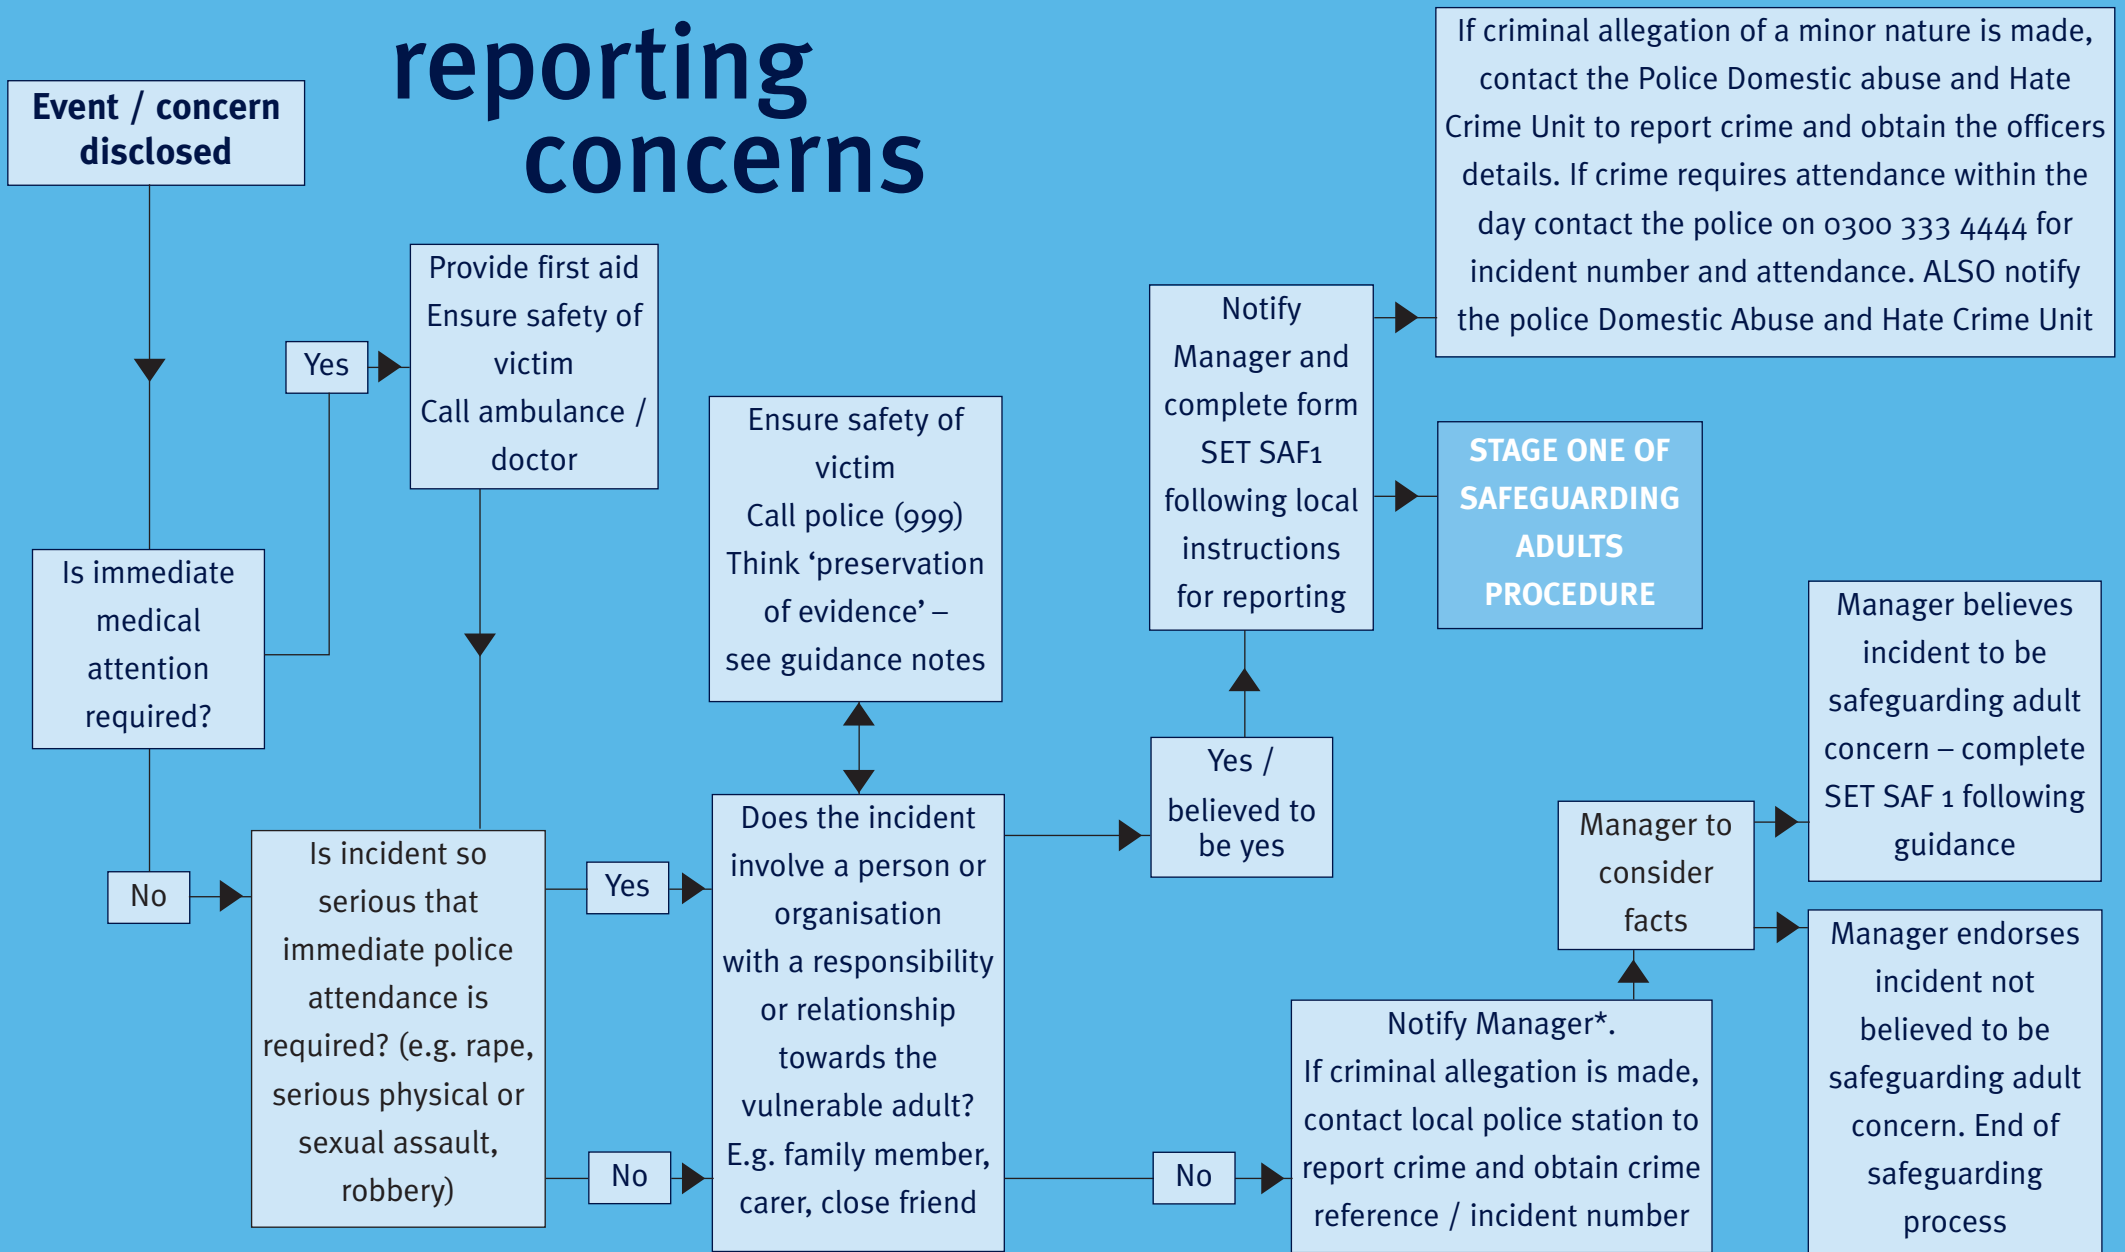 reporting
concerns
Event / concern
disclosed
Is immediate
medical
attention
required?
Yes
Provide first aid
Ensure safety of
victim
Call ambulance /
doctor
No
Is incident so
serious that
immediate police
attendance is
required? (e.g. rape,
serious physical or
sexual assault,
robbery)
Yes
No
Ensure safety of
victim
Call police (999)
Think ‘preservation
of evidence’ –
see guidance notes
Does the incident
involve a person or
organisation
with a responsibility
or relationship
towards the
vulnerable adult?
E.g. family member,
carer, close friend
Yes /
believed to
be yes
Notify
Manager and
complete form
SET SAF1
following local
instructions
for reporting
If criminal allegation of a minor nature is made,
contact the Police Domestic abuse and Hate
Crime Unit to report crime and obtain the officers
details. If crime requires attendance within the
day contact the police on 0300 333 4444 for
incident number and attendance. ALSO notify
the police Domestic Abuse and Hate Crime Unit
STAGE ONE OF
SAFEGUARDING
ADULTS
PROCEDURE
No
Notify Manager*.
If criminal allegation is made,
contact local police station to
report crime and obtain crime
reference / incident number
Manager to
consider
facts
Manager believes
incident to be
safeguarding adult
concern – complete
SET SAF 1 following
guidance
Manager endorses
incident not
believed to be
safeguarding adult
concern. End of
safeguarding
process